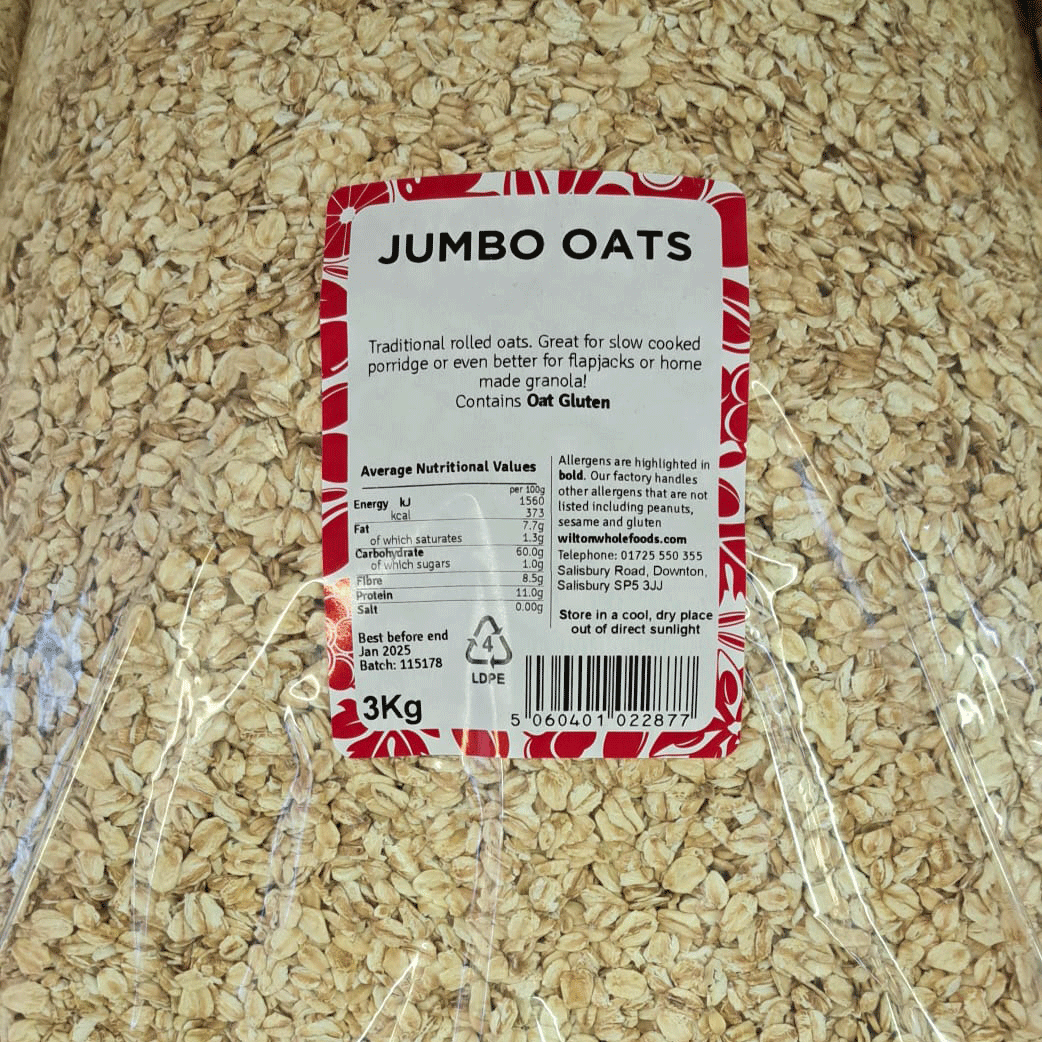 JUMBO OATS
Traditional rolled oats. Great for slow cooked
porridge or even better for flapjacks or home
made granola!
Contains Oat Gluten
Average Nutritional Values
per 100g
Energy kJ 1560
kcal 373
Fat 7.7g
of which saturates 1.3g
Carbohydrate 60.0g
of which sugars 1.0g
Fibre 8.5g
Protein 11.0g
Salt 0.00g
Best before end
Jan 2025
Batch: 115178
3Kg
4
LDPE
Allergens are highlighted in
bold. Our factory handles
other allergens that are not
listed including peanuts,
sesame and gluten
wiltonwholefoods.com
Telephone: 01725 550 355
Salisbury Road, Downton,
Salisbury SP5 3JJ
Store in a cool, dry place
out of direct sunlight
5 060401 022877